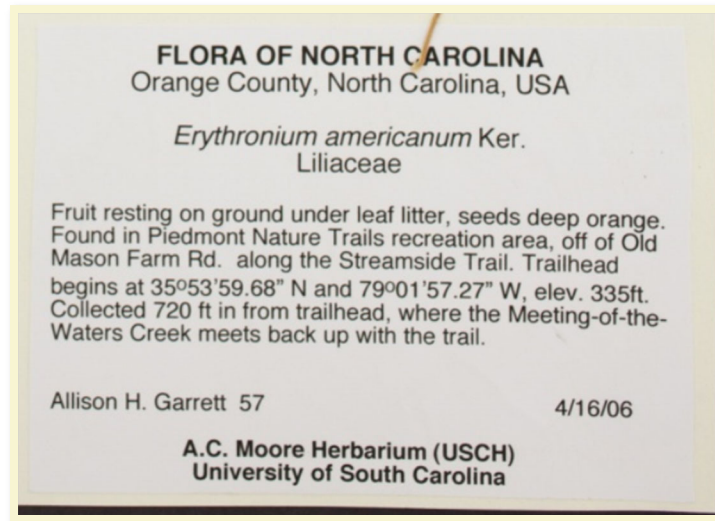 FLORA OF NORTH CAROLINA
Orange County, North Carolina, USA
Erythronium americanum Ker.
Liliaceae
Fruit resting on ground under leaf litter, seeds deep orange.
Found in Piedmont Nature Trails recreation area, off of Old
Mason Farm Rd. along the Streamside Trail. Trailhead
begins at 35º53'59.68" N and 79º01'57.27" W, elev. 335ft.
Collected 720 ft in from trailhead, where the Meeting-of-the-
Waters Creek meets back up with the trail.
Allison H. Garrett 57 4/16/06
A.C. Moore Herbarium (USCH)
University of South Carolina